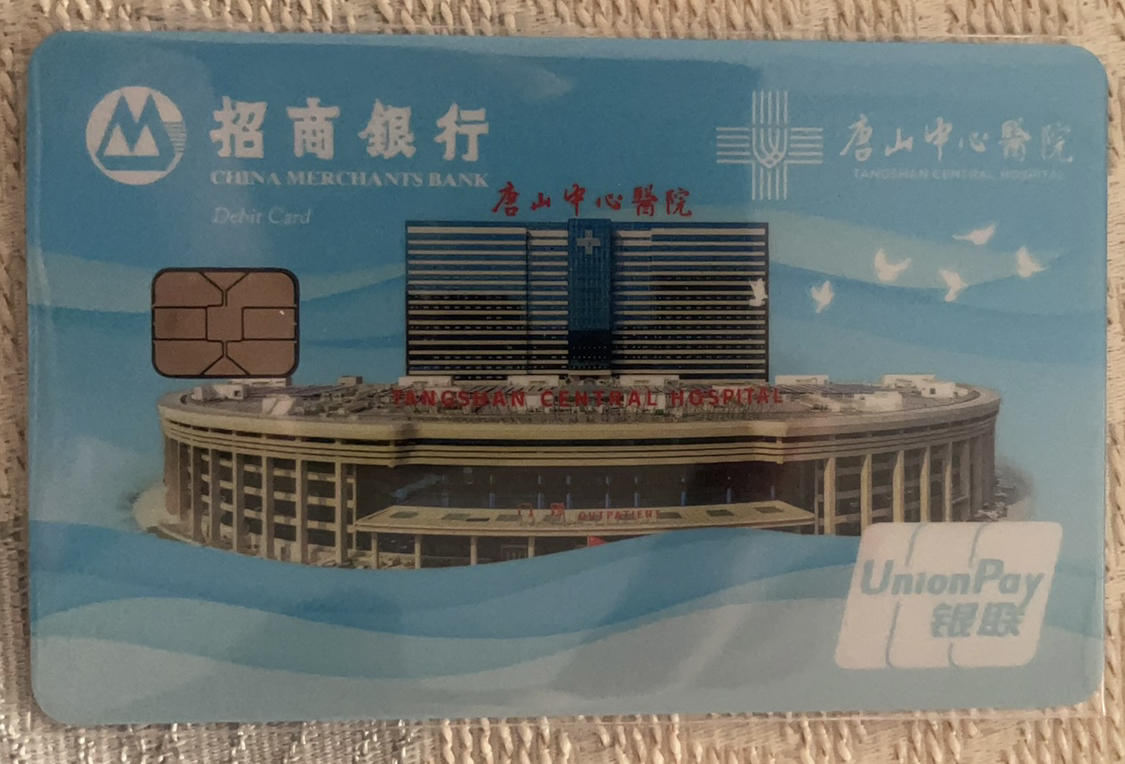 招商銀行
CHINA MERCHANTS BANK
Debit Card
唐山中心醫院
TANGSHAN CENTRAL HOSPITAL
唐山中心醫院
TANGSHAN CENTRAL HOSPITAL
OUTPATIENT
UnionPay
银联